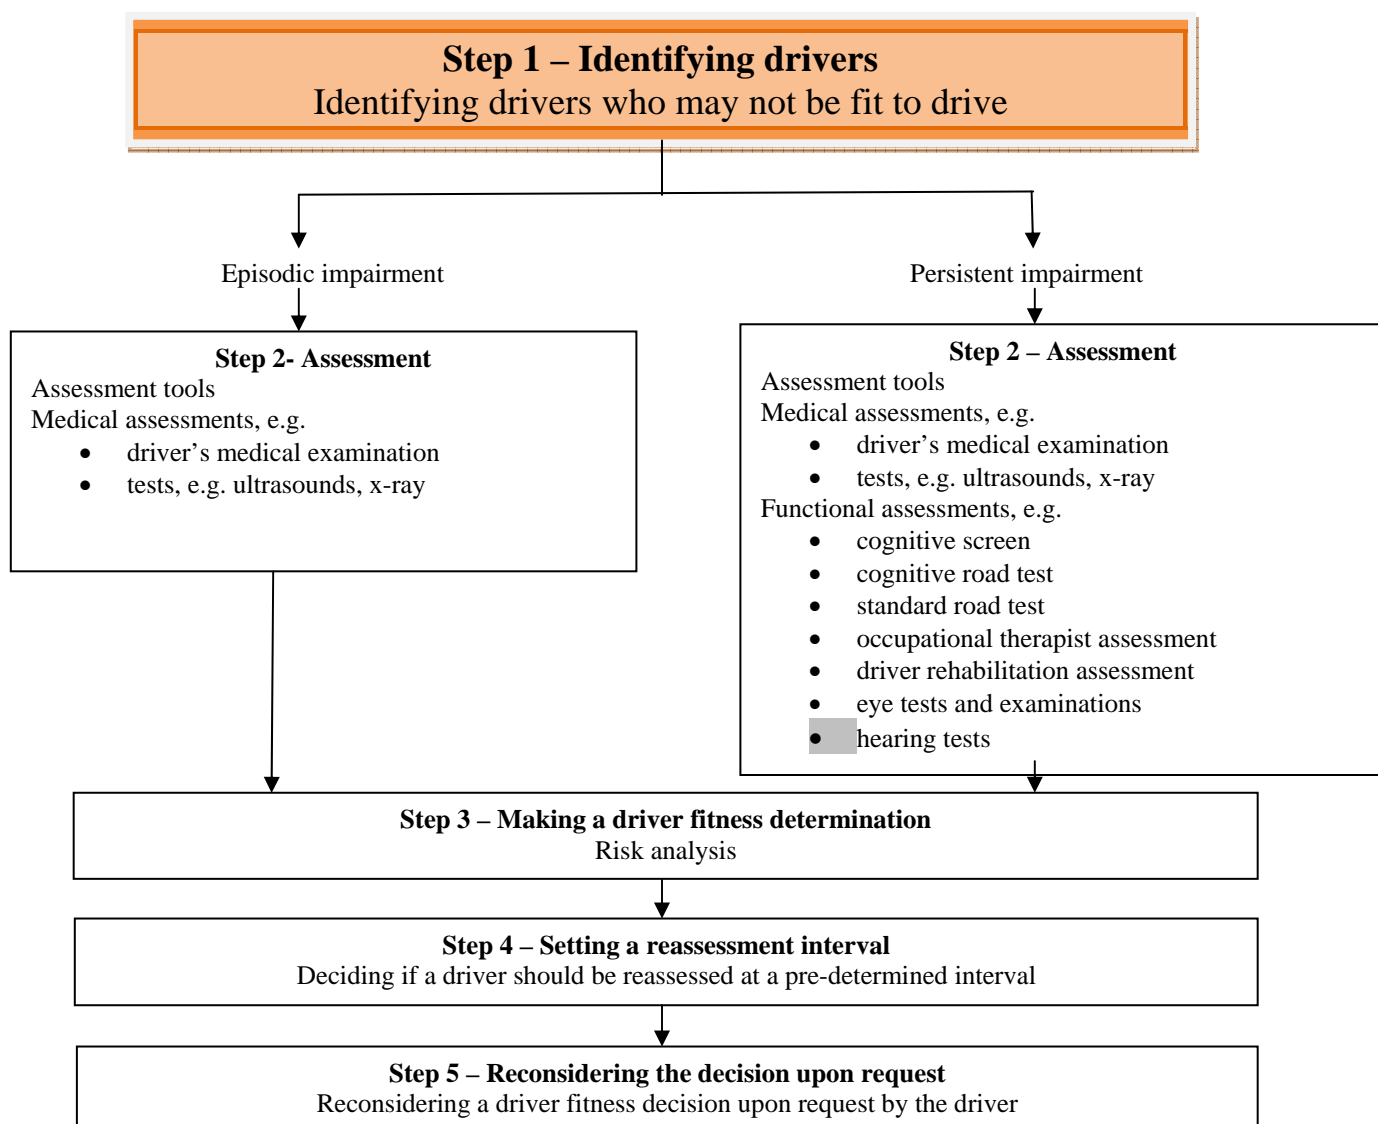 Step 1 – Identifying drivers
Identifying drivers who may not be fit to drive
Episodic impairment
Persistent impairment
Step 2- Assessment
Assessment tools
Medical assessments, e.g.
• driver’s medical examination
• tests, e.g. ultrasounds, x-ray
Step 2 – Assessment
Assessment tools
Medical assessments, e.g.
• driver’s medical examination
• tests, e.g. ultrasounds, x-ray
Functional assessments, e.g.
• cognitive screen
• cognitive road test
• standard road test
• occupational therapist assessment
• driver rehabilitation assessment
• eye tests and examinations
• hearing tests
Step 3 – Making a driver fitness determination
Risk analysis
Step 4 – Setting a reassessment interval
Deciding if a driver should be reassessed at a pre-determined interval
Step 5 – Reconsidering the decision upon request
Reconsidering a driver fitness decision upon request by the driver